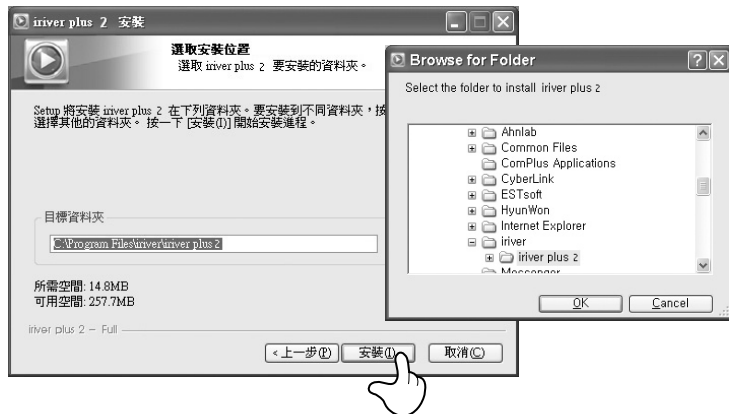 iriver plus 2 安裝
選取安裝位置
選取 iriver plus 2 要安裝的資料夾。
Setup 將安裝 iriver plus 2 在下列資料夾。要安裝到不同資料夾，按
選擇其他的資料夾。 按一下 [安裝(I)] 開始安裝進程。
目標資料夾
C:\Program Files\iriver\iriver plus 2
所需空間: 14.8MB
可用空間: 257.7MB
iriver plus 2 – Full
<上一步(P)
安裝(I)
取消(C)
Browse for Folder
Select the folder to install iriver plus 2
Ahnlab
Common Files
ComPlus Applications
CyberLink
ESTsoft
HyunWon
Internet Explorer
iriver
iriver plus 2
Messenger
OK
Cancel